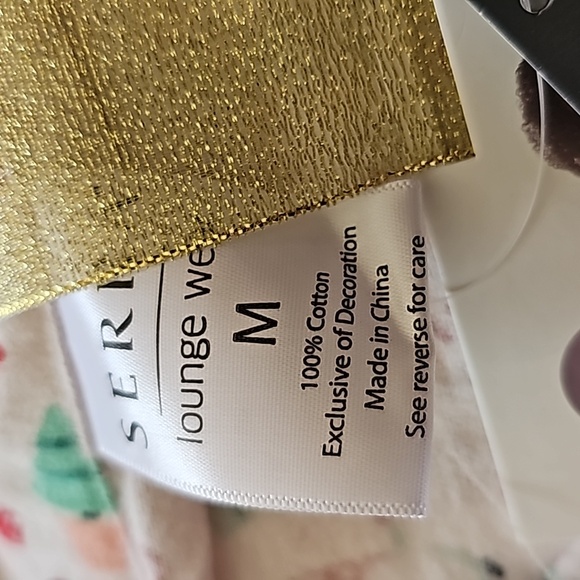 SER
lounge we
M
100% Cotton
Exclusive of Decoration
Made in China
See reverse for care